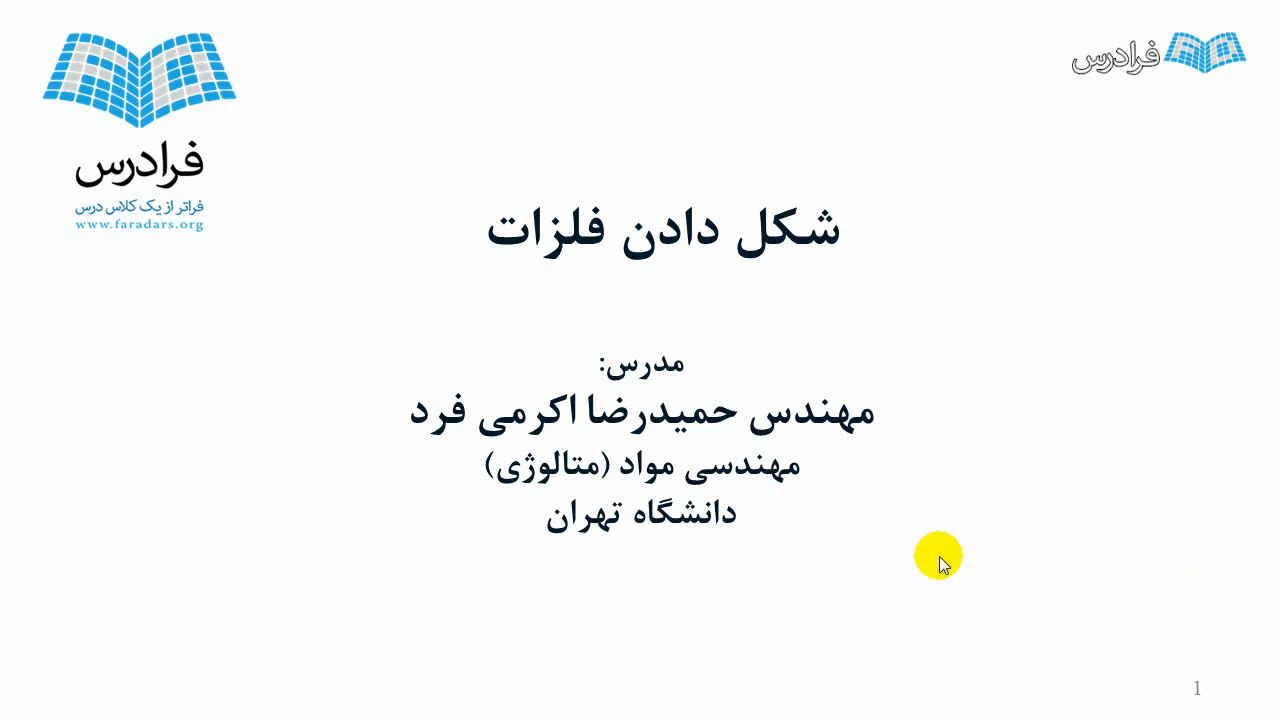 فرادرس
فرادرس
فراتر از یک کلاس درس
www.faradars.org
شکل دادن فلزات
مدرس:
مهندس حمیدرضا اکرمی فرد
مهندسی مواد (متالوژی)
دانشگاه تهران
1